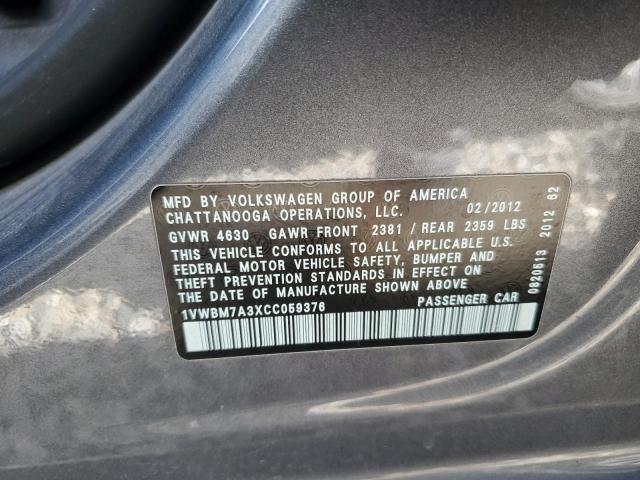 MFD BY VOLKSWAGEN GROUP OF AMERICA
CHATTANOOGA OPERATIONS, LLC. 02/2012
GVWR 4630 GAWR FRONT 2381/REAR 2359 LBS
THIS VEHICLE CONFORMS TO ALL APPLICABLE U.S.
FEDERAL MOTOR VEHICLE SAFETY, BUMPER AND
THEFT PREVENTION STANDARDS IN EFFECT ON
THE DATE OF MANUFACTURE SHOWN ABOVE
1VWBM7A3XCC059376 PASSENGER CAR
0820513 2012 62